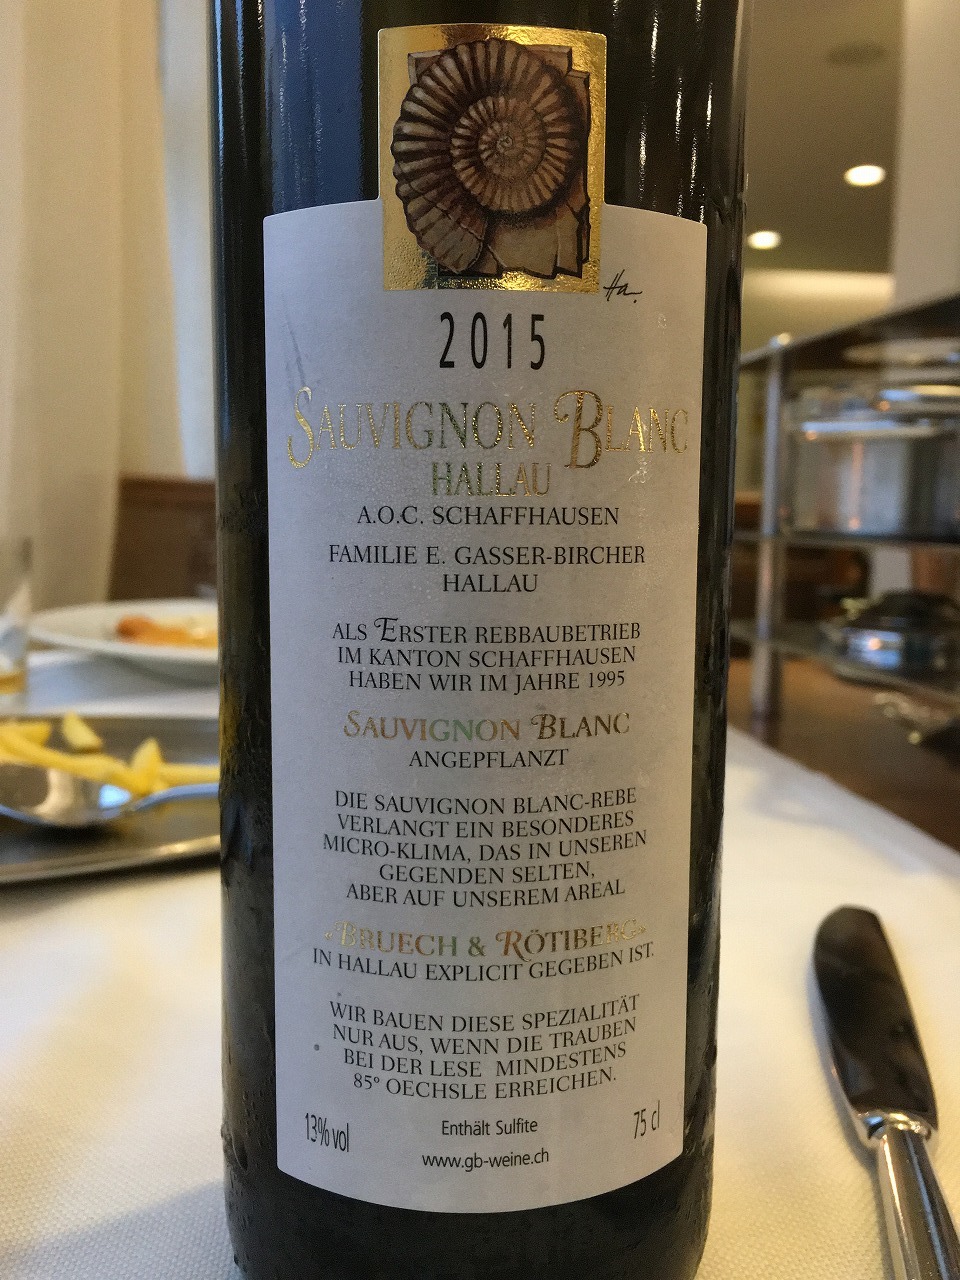 2015
SAUVIGNON BLANC
HALLAU
A.O.C. SCHAFFHAUSEN
FAMILIE E. GASSER-BIRCHER
HALLAU
ALS ERSTER REBBAUBETRIEB
IM KANTON SCHAFFHAUSEN
HABEN WIR IM JAHRE 1995
SAUVIGNON BLANC
ANGEPFLANZT
DIE SAUVIGNON BLANC-REBE
VERLANGT EIN BESONDERES
MICRO-KLIMA, DAS IN UNSEREN
GEGENDEN SELTEN,
ABER AUF UNSEREM AREAL
«BRUECH & RÖTIBERG»
IN HALLAU EXPLICIT GEGEBEN IST.
WIR BAUEN DIESE SPEZIALITÄT
NUR AUS, WENN DIE TRAUBEN
BEI DER LESE MINDESTENS
85° OECHSLE ERREICHEN.
13% vol Enthält Sulfite 75 cl
www.gb-weine.ch